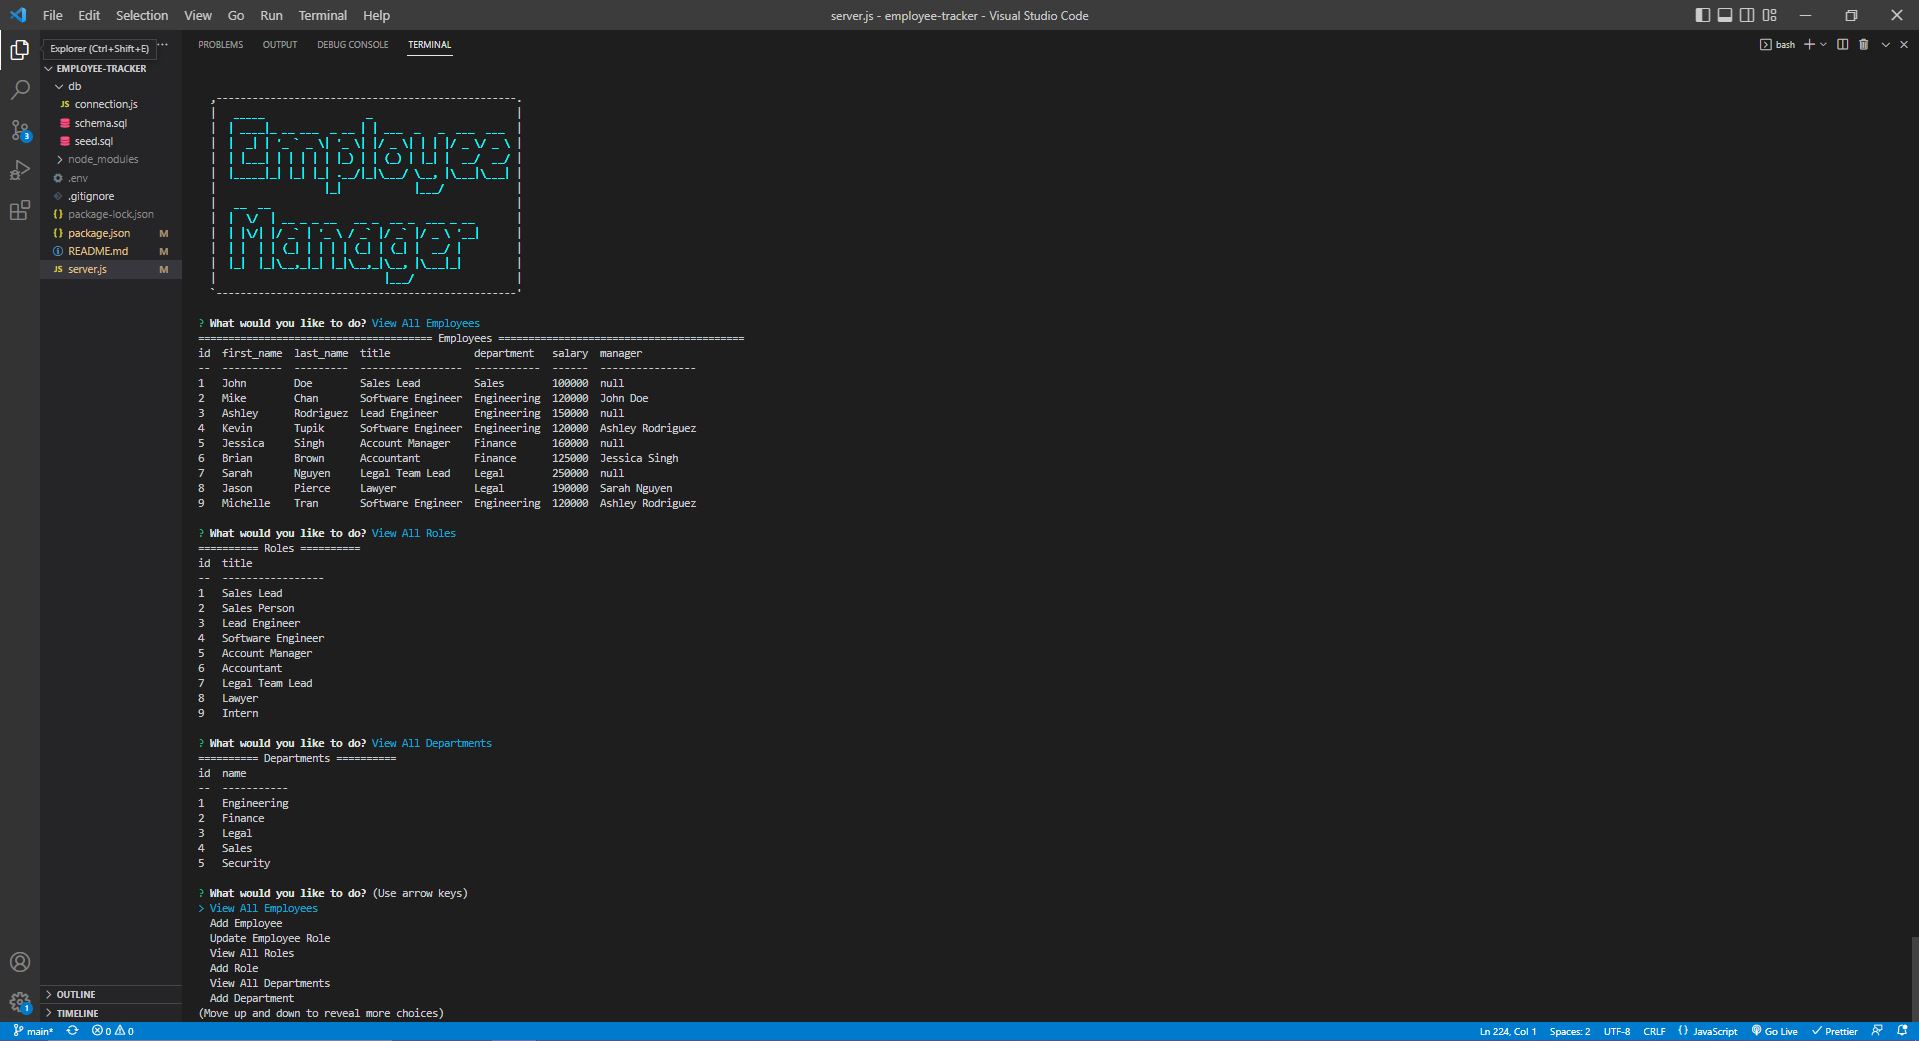 File Edit Selection View Go Run Terminal Help
server.js - employee-tracker - Visual Studio Code
Explorer (Ctrl+Shift+E)
EMPLOYEE-TRACKER
db
JS connection.js
schema.sql
seed.sql
node_modules
.env
.gitignore
{} package-lock.json
{} package.json M
README.md M
JS server.js M
OUTLINE
TIMELINE
3
1
PROBLEMS OUTPUT DEBUG CONSOLE TERMINAL
bash
Employee
Manager
? What would you like to do? View All Employees
======================================= Employees =========================================
id first_name last_name title department salary manager
-- ---------- --------- ----------------- ----------- ------ ----------------
1 John Doe Sales Lead Sales 100000 null
2 Mike Chan Software Engineer Engineering 120000 John Doe
3 Ashley Rodriguez Lead Engineer Engineering 150000 null
4 Kevin Tupik Software Engineer Engineering 120000 Ashley Rodriguez
5 Jessica Singh Account Manager Finance 160000 null
6 Brian Brown Accountant Finance 125000 Jessica Singh
7 Sarah Nguyen Legal Team Lead Legal 250000 null
8 Jason Pierce Lawyer Legal 190000 Sarah Nguyen
9 Michelle Tran Software Engineer Engineering 120000 Ashley Rodriguez
? What would you like to do? View All Roles
========== Roles ==========
id title
-- -----------------
1 Sales Lead
2 Sales Person
3 Lead Engineer
4 Software Engineer
5 Account Manager
6 Accountant
7 Legal Team Lead
8 Lawyer
9 Intern
? What would you like to do? View All Departments
========== Departments ==========
id name
-- -----------
1 Engineering
2 Finance
3 Legal
4 Sales
5 Security
? What would you like to do? (Use arrow keys)
> View All Employees
Add Employee
Update Employee Role
View All Roles
Add Role
View All Departments
Add Department
(Move up and down to reveal more choices)
main* 0 0
Ln 224, Col 1 Spaces: 2 UTF-8 CRLF {} JavaScript Go Live Prettier